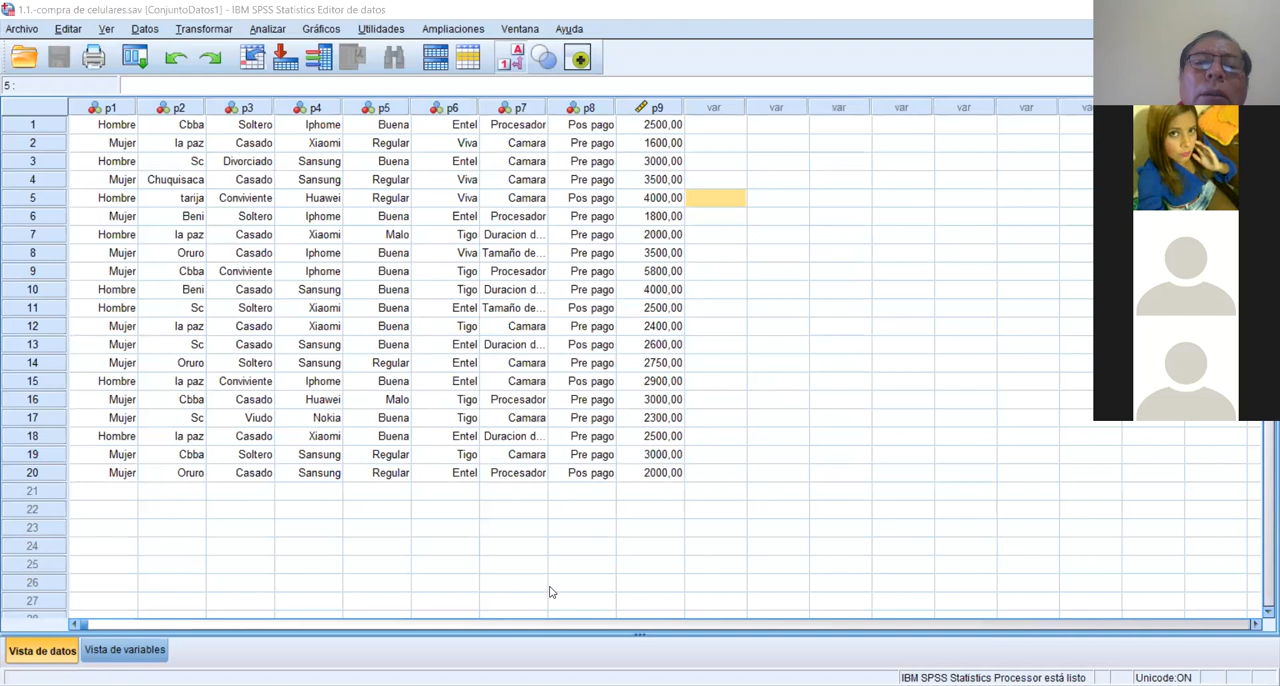 1.1.-compra de celulares.sav [ConjuntoDatos1] - IBM SPSS Statistics Editor de datos
Archivo Editar Ver Datos Transformar Analizar Gráficos Utilidades Ampliaciones Ventana Ayuda
5 :
p1 p2 p3 p4 p5 p6 p7 p8 p9 var var var var var var
1 Hombre Cbba Soltero Iphome Buena Entel Procesador Pos pago 2500,00
2 Mujer la paz Casado Xiaomi Regular Viva Camara Pre pago 1600,00
3 Hombre Sc Divorciado Sansung Buena Entel Camara Pre pago 3000,00
4 Mujer Chuquisaca Casado Sansung Regular Viva Camara Pre pago 3500,00
5 Hombre tarija Conviviente Huawei Regular Viva Camara Pos pago 4000,00
6 Mujer Beni Soltero Iphome Buena Entel Procesador Pre pago 1800,00
7 Hombre la paz Casado Xiaomi Malo Tigo Duracion d... Pre pago 2000,00
8 Mujer Oruro Casado Iphome Buena Viva Tamaño de... Pre pago 3500,00
9 Mujer Cbba Conviviente Iphome Buena Tigo Procesador Pre pago 5800,00
10 Hombre Beni Casado Sansung Buena Tigo Duracion d... Pre pago 4000,00
11 Hombre Sc Soltero Xiaomi Buena Entel Tamaño de... Pos pago 2500,00
12 Mujer la paz Casado Xiaomi Buena Tigo Camara Pre pago 2400,00
13 Mujer Sc Casado Sansung Buena Entel Duracion d... Pos pago 2600,00
14 Mujer Oruro Soltero Sansung Regular Entel Camara Pre pago 2750,00
15 Hombre la paz Conviviente Iphome Buena Entel Camara Pos pago 2900,00
16 Mujer Cbba Casado Huawei Malo Tigo Procesador Pre pago 3000,00
17 Mujer Sc Viudo Nokia Buena Tigo Camara Pre pago 2300,00
18 Hombre la paz Casado Xiaomi Buena Entel Duracion d... Pre pago 2500,00
19 Mujer Cbba Soltero Sansung Regular Tigo Camara Pre pago 3000,00
20 Mujer Oruro Casado Sansung Regular Entel Procesador Pos pago 2000,00
21
22
23
24
25
26
27
Vista de datos Vista de variables
IBM SPSS Statistics Processor está listo Unicode:ON